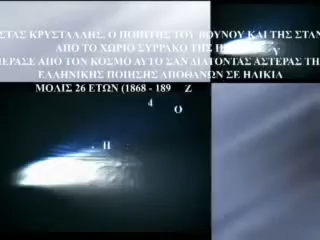 ΣΤΑΣ ΚΡΥΣΤΑΛΛΗΣ, Ο ΠΟΙΗΤΗΣ ΤΟΥ ΒΟΥΝΟΥ ΚΑΙ ΤΗΣ ΣΤΑΝ
ΑΠΟ ΤΟ ΧΩΡΙΟ ΣΥΡΡΑΚΟ ΤΗΣ Η
ΠΕΡΑΣΕ ΑΠΟ ΤΟΝ ΚΟΣΜΟ ΑΥΤΟ ΣΑΝ ΔΙΑΤΟΝΤΑΣ ΑΣΤΕΡΑΣ ΤΗ
ΕΛΛΗΝΙΚΗΣ ΠΟΙΗΣΗΣ ΑΠΟΘΑΝΩΝ ΣΕ ΗΛΙΚΙΑ
ΜΟΛΙΣ 26 ΕΤΩΝ (1868 - 189 Ζ
4 Ο
Π